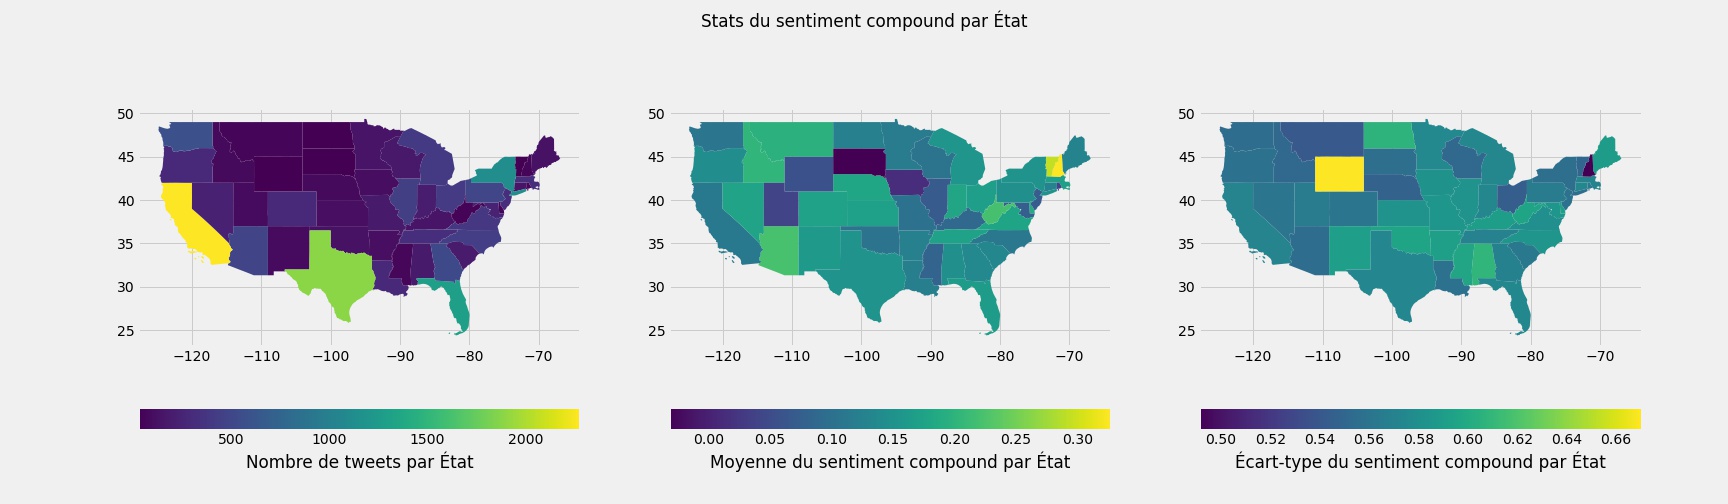 Stats du sentiment compound par État
50
45
40
35
30
25
−120 −110 −100 −90 −80 −70
500 1000 1500 2000
Nombre de tweets par État
50
45
40
35
30
25
−120 −110 −100 −90 −80 −70
0.00 0.05 0.10 0.15 0.20 0.25 0.30
Moyenne du sentiment compound par État
50
45
40
35
30
25
−120 −110 −100 −90 −80 −70
0.50 0.52 0.54 0.56 0.58 0.60 0.62 0.64 0.66
Écart-type du sentiment compound par État